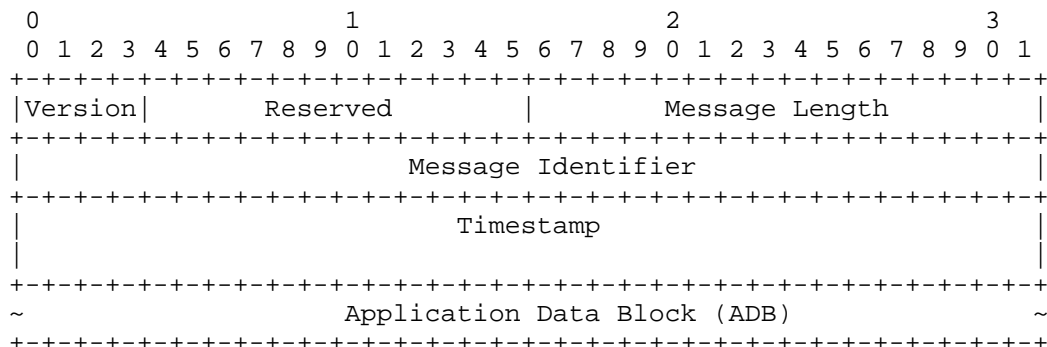 0                   1                   2                   3
 0 1 2 3 4 5 6 7 8 9 0 1 2 3 4 5 6 7 8 9 0 1 2 3 4 5 6 7 8 9 0 1
+-+-+-+-+-+-+-+-+-+-+-+-+-+-+-+-+-+-+-+-+-+-+-+-+-+-+-+-+-+-+-+-+
|Version|       Reserved        |        Message Length         |
+-+-+-+-+-+-+-+-+-+-+-+-+-+-+-+-+-+-+-+-+-+-+-+-+-+-+-+-+-+-+-+-+
|                        Message Identifier                     |
+-+-+-+-+-+-+-+-+-+-+-+-+-+-+-+-+-+-+-+-+-+-+-+-+-+-+-+-+-+-+-+-+
|                           Timestamp                           |
|                                                               |
+-+-+-+-+-+-+-+-+-+-+-+-+-+-+-+-+-+-+-+-+-+-+-+-+-+-+-+-+-+-+-+-+
~                    Application Data Block (ADB)               ~
+-+-+-+-+-+-+-+-+-+-+-+-+-+-+-+-+-+-+-+-+-+-+-+-+-+-+-+-+-+-+-+-+